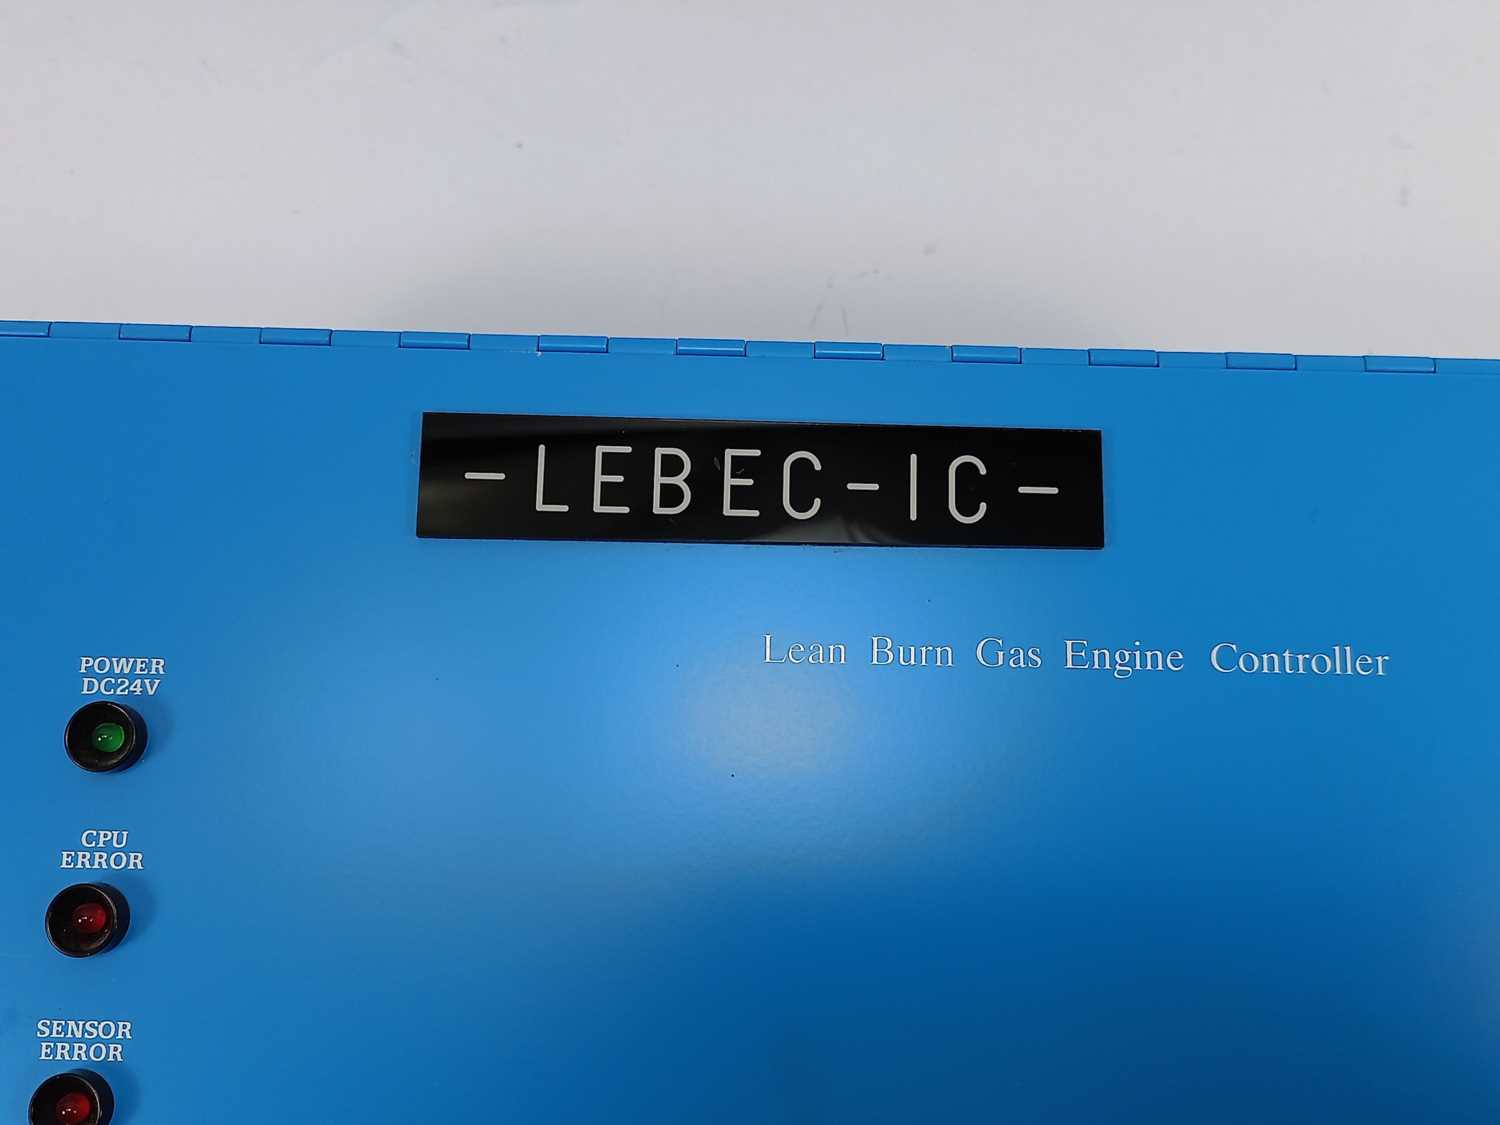 -LEBEC-IC-
Lean Burn Gas Engine Controller
POWER
DC24V
CPU
ERROR
SENSOR
ERROR